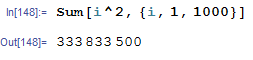 In[148]:= Sum[i^2, {i, 1, 1000}]
Out[148]= 333 833 500